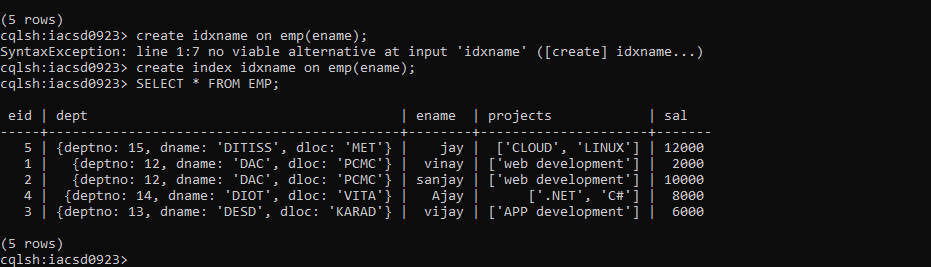 (5 rows)
cqlsh:iacsd0923> create idxname on emp(ename);
SyntaxException: line 1:7 no viable alternative at input 'idxname' ([create] idxname...)
cqlsh:iacsd0923> create index idxname on emp(ename);
cqlsh:iacsd0923> SELECT * FROM EMP;

 eid | dept                                         | ename  | projects            | sal
-----+----------------------------------------------+--------+---------------------+-------
   5 | {deptno: 15, dname: 'DITISS', dloc: 'MET'} |    jay |  ['CLOUD', 'LINUX'] | 12000
   1 |   {deptno: 12, dname: 'DAC', dloc: 'PCMC'} |  vinay | ['web development'] |  2000
   2 |   {deptno: 12, dname: 'DAC', dloc: 'PCMC'} | sanjay | ['web development'] | 10000
   4 |  {deptno: 14, dname: 'DIOT', dloc: 'VITA'} |   Ajay |      ['.NET', 'C#'] |  8000
   3 | {deptno: 13, dname: 'DESD', dloc: 'KARAD'} |  vijay | ['APP development'] |  6000

(5 rows)
cqlsh:iacsd0923>